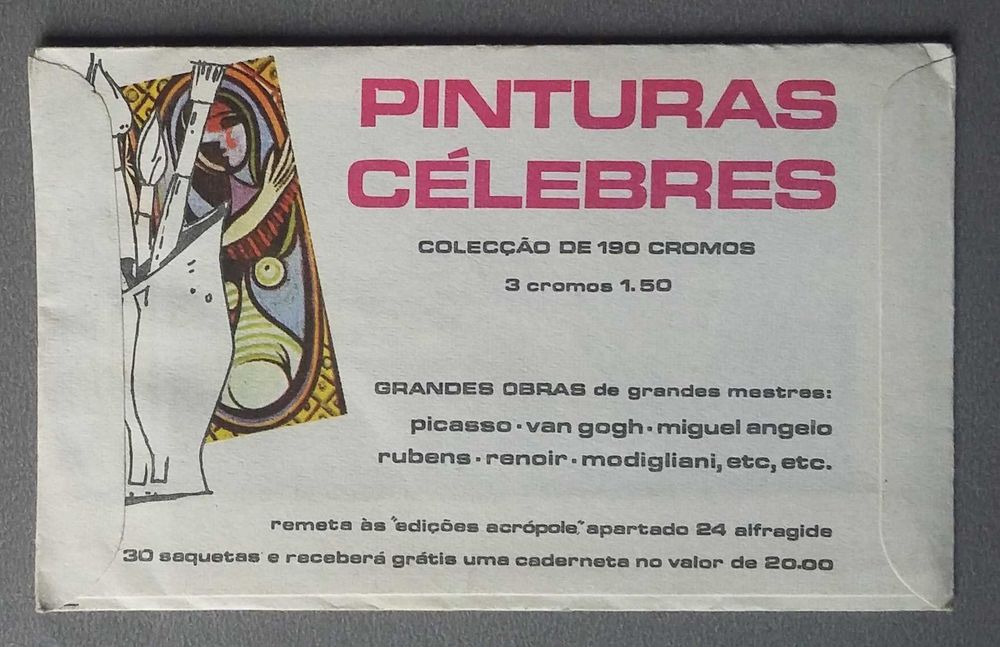 PINTURAS
CÉLEBRES
COLECÇÃO DE 190 CROMOS
3 cromos 1.50
GRANDES OBRAS de grandes mestres:
picasso · van gogh · miguel angelo
rubens · renoir · modigliani, etc, etc.
remeta às "edições acrópole" apartado 24 alfragide
30 saquetas e receberá grátis uma caderneta no valor de 20.00